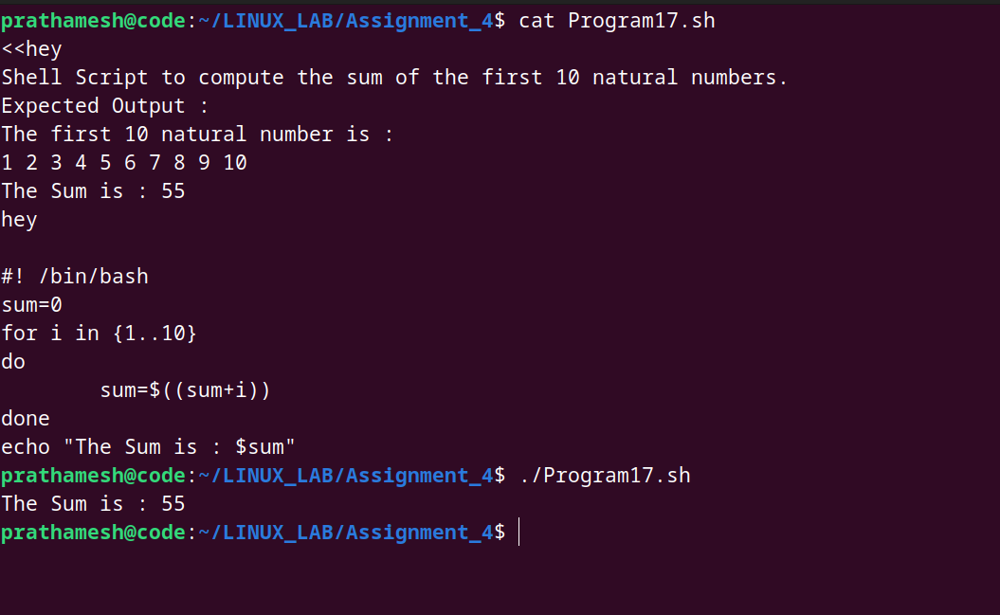 prathamesh@code:~/LINUX_LAB/Assignment_4$ cat Program17.sh
<<hey
Shell Script to compute the sum of the first 10 natural numbers.
Expected Output :
The first 10 natural number is :
1 2 3 4 5 6 7 8 9 10
The Sum is : 55
hey

#! /bin/bash
sum=0
for i in {1..10}
do
        sum=$((sum+i))
done
echo "The Sum is : $sum"
prathamesh@code:~/LINUX_LAB/Assignment_4$ ./Program17.sh
The Sum is : 55
prathamesh@code:~/LINUX_LAB/Assignment_4$